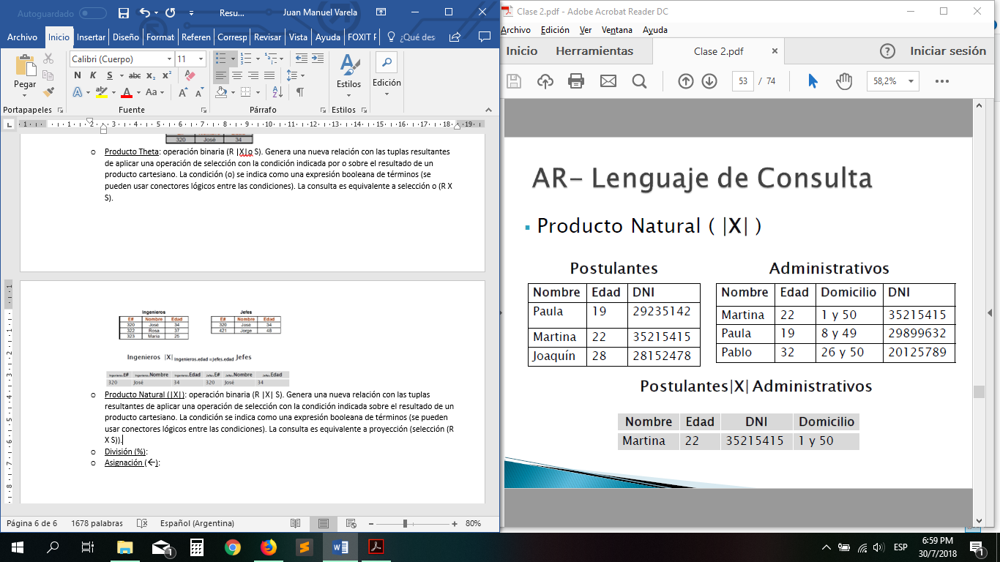 Autoguardado
Resu...
Juan Manuel Varela
Archivo Inicio Insertar Diseño Format Referen Corresp Revisar Vista Ayuda FOXIT F ¿Qué des
Pegar
Calibri (Cuerpo) 11
N K S abc x₂ x²
A ab A Aa A A
Estilos
Edición
Portapapeles Fuente Párrafo Estilos
320 José 34
o Producto Theta: operación binaria (R |X|o S). Genera una nueva relación con las tuplas resultantes
de aplicar una operación de selección con la condición indicada por o sobre el resultado de un
producto cartesiano. La condición (o) se indica como una expresión booleana de términos (se
pueden usar conectores lógicos entre las condiciones). La consulta es equivalente a selección o (R X
S).
Ingenieros Jefes
E# Nombre Edad E# Nombre Edad
320 José 34 320 José 34
322 Rosa 37 421 Jorge 48
323 María 25
Ingenieros |X| Ingenieros.edad =Jefes.edad Jefes
Ingenieros.E# Ingenieros.Nombre Ingenieros.Edad Jefes.E# Jefes.Nombre Jefes.Edad
320 José 34 320 José 34
o Producto Natural (|X|): operación binaria (R |X| S). Genera una nueva relación con las tuplas
resultantes de aplicar una operación de selección con la condición indicada sobre el resultado de un
producto cartesiano. La condición se indica como una expresión booleana de términos (se pueden
usar conectores lógicos entre las condiciones). La consulta es equivalente a proyección (selección (R
X S)).
o División (%):
o Asignación (←):
Página 6 de 6 1678 palabras Español (Argentina) 80%
Clase 2.pdf - Adobe Acrobat Reader DC
Archivo Edición Ver Ventana Ayuda
Inicio Herramientas Clase 2.pdf × Iniciar sesión
53 / 74 58,2%
AR- Lenguaje de Consulta
▪ Producto Natural ( |X| )
Postulantes Administrativos
Nombre Edad DNI Nombre Edad Domicilio DNI
Paula 19 29235142 Martina 22 1 y 50 35215415
Martina 22 35215415 Paula 19 8 y 49 29899632
Joaquín 28 28152478 Pablo 32 26 y 50 20125789
Postulantes|X| Administrativos
Nombre Edad DNI Domicilio
Martina 22 35215415 1 y 50
ESP
6:59 PM
30/7/2018